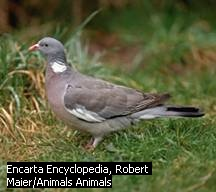 Encarta Encyclopedia, Robert
Maier/Animals Animals